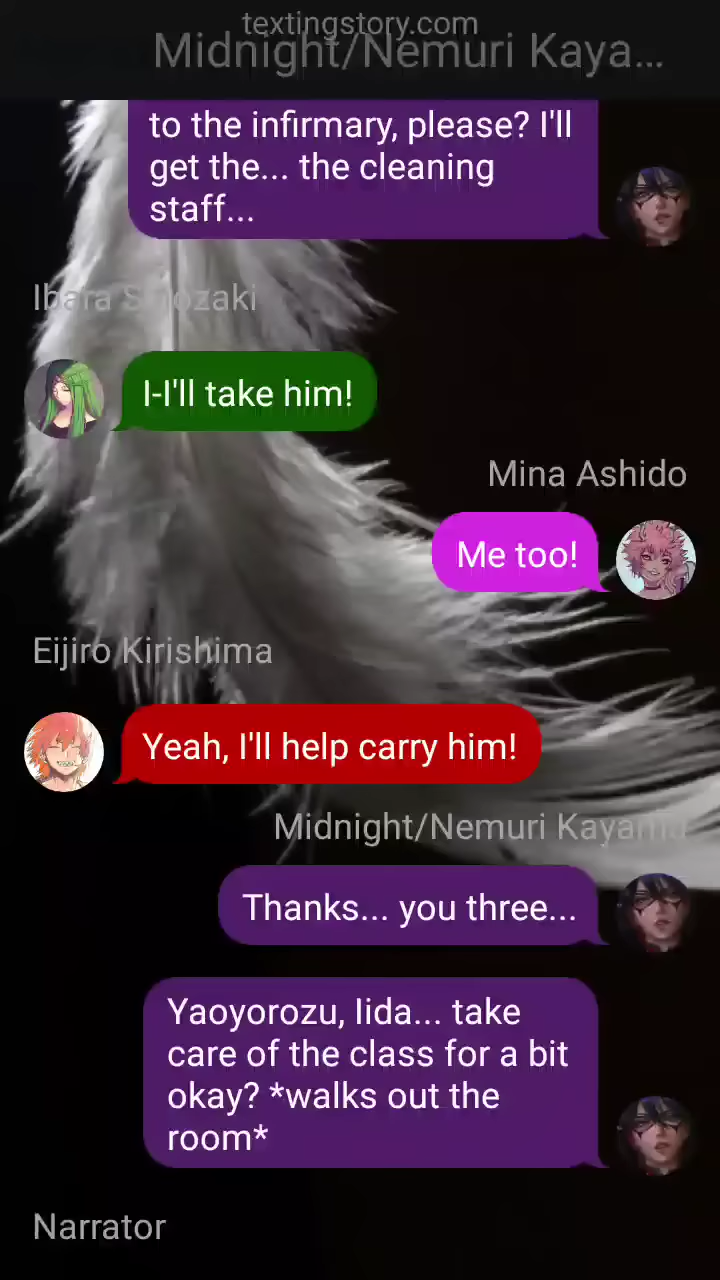 textingstory.com
Midnight/Nemuri Kaya...
to the infirmary, please? I'll
get the... the cleaning
staff...
Ibara Shiozaki
I-I'll take him!
Mina Ashido
Me too!
Eijiro Kirishima
Yeah, I'll help carry him!
Midnight/Nemuri Kayama
Thanks... you three...
Yaoyorozu, Iida... take
care of the class for a bit
okay? *walks out the
room*
Narrator